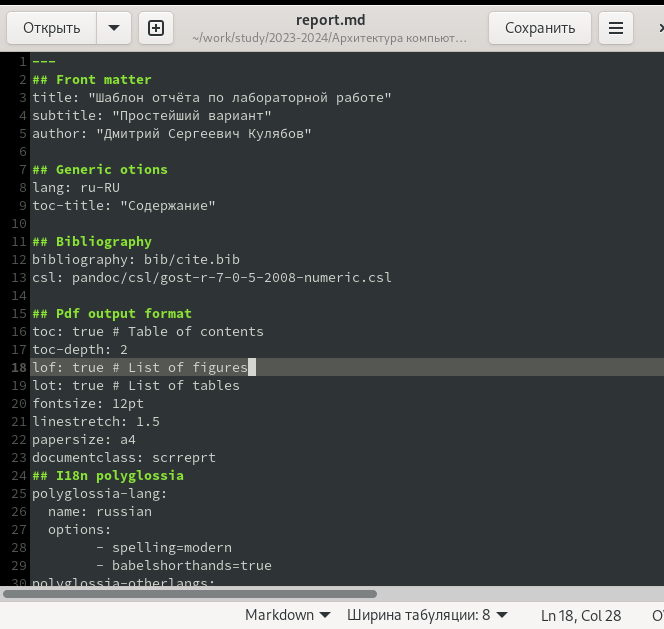 Открыть
report.md
~/work/study/2023-2024/Архитектура компьют...
Сохранить
1 ---
2 ## Front matter
3 title: "Шаблон отчёта по лабораторной работе"
4 subtitle: "Простейший вариант"
5 author: "Дмитрий Сергеевич Кулябов"
6
7 ## Generic otions
8 lang: ru-RU
9 toc-title: "Содержание"
10
11 ## Bibliography
12 bibliography: bib/cite.bib
13 csl: pandoc/csl/gost-r-7-0-5-2008-numeric.csl
14
15 ## Pdf output format
16 toc: true # Table of contents
17 toc-depth: 2
18 lof: true # List of figures
19 lot: true # List of tables
20 fontsize: 12pt
21 linestretch: 1.5
22 papersize: a4
23 documentclass: scrreprt
24 ## I18n polyglossia
25 polyglossia-lang:
26   name: russian
27   options:
28         - spelling=modern
29         - babelshorthands=true
30 polyglossia-otherlangs:
Markdown Ширина табуляции: 8 Ln 18, Col 28